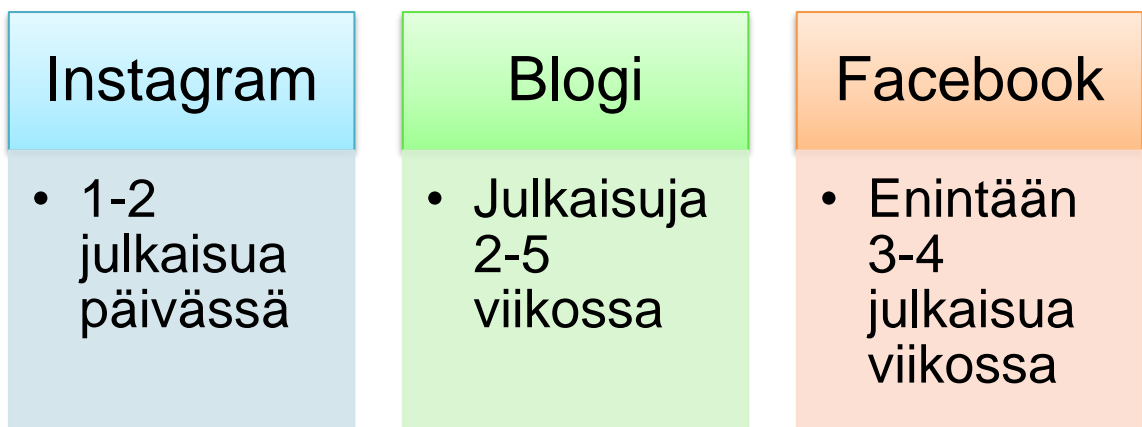 Instagram
• 1-2
julkaisua
päivässä
Blogi
• Julkaisuja
2-5
viikossa
Facebook
• Enintään
3-4
julkaisua
viikossa